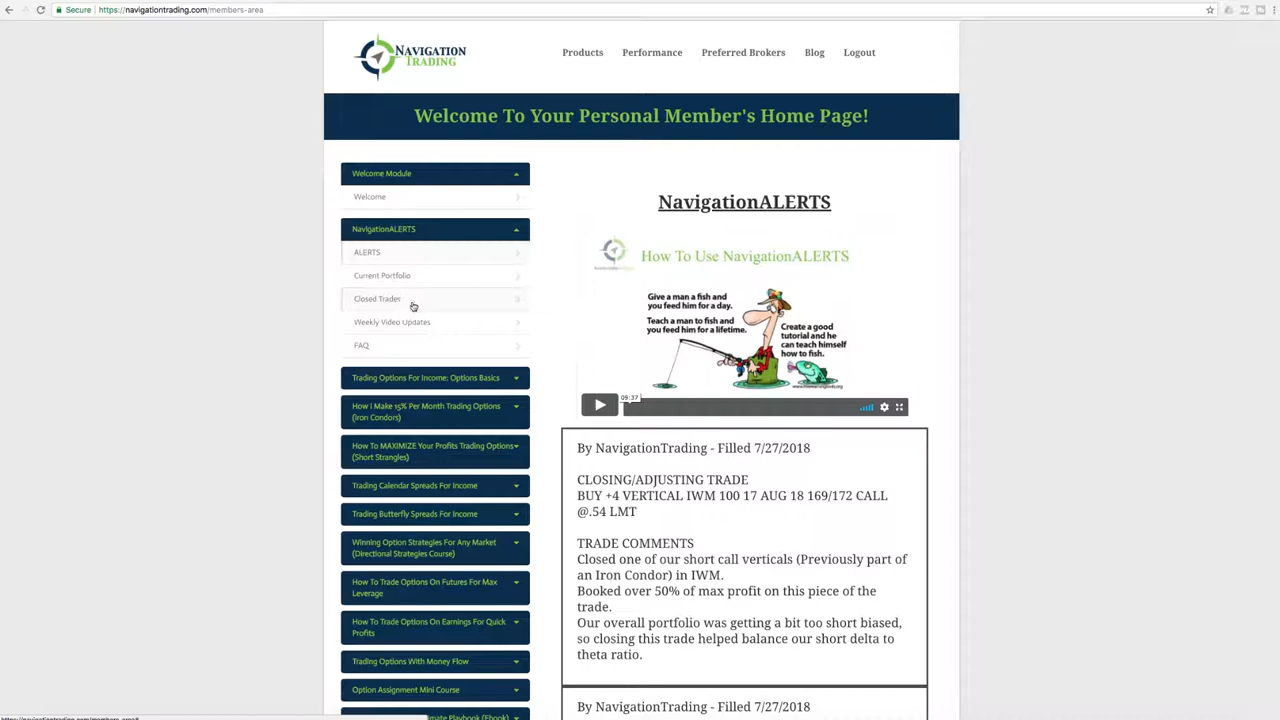 Secure https://navigationtrading.com/members-area
NAVIGATION
TRADING
Products Performance Preferred Brokers Blog Logout
Welcome To Your Personal Member's Home Page!
Welcome Module
Welcome
NavigationALERTS
ALERTS
Current Portfolio
Closed Trades
Weekly Video Updates
FAQ
Trading Options For Income: Options Basics
How I Make 15% Per Month Trading Options
(Iron Condors)
How To MAXIMIZE Your Profits Trading Options
(Short Strangles)
Trading Calendar Spreads For Income
Trading Butterfly Spreads For Income
Winning Option Strategies For Any Market
(Directional Strategies Course)
How To Trade Options On Futures For Max
Leverage
How To Trade Options On Earnings For Quick
Profits
Trading Options With Money Flow
Option Assignment Mini Course
imate Playbook (Ebook)
NavigationALERTS
How To Use NavigationALERTS
Give a man a fish and
you feed him for a day.
Teach a man to fish and
you feed him for a lifetime.
Create a good
tutorial and he
can teach himself
how to fish.
09:37
By NavigationTrading - Filled 7/27/2018
CLOSING/ADJUSTING TRADE
BUY +4 VERTICAL IWM 100 17 AUG 18 169/172 CALL
@.54 LMT
TRADE COMMENTS
Closed one of our short call verticals (Previously part of
an Iron Condor) in IWM.
Booked over 50% of max profit on this piece of the
trade.
Our overall portfolio was getting a bit too short biased,
so closing this trade helped balance our short delta to
theta ratio.
By NavigationTrading - Filled 7/27/2018